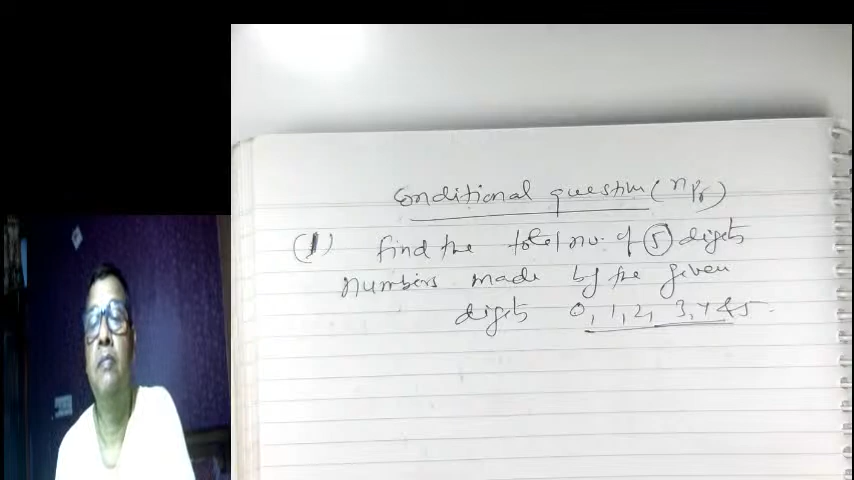 Conditional question (nPr)
(1) find the total no. of 5 digits
numbers made by the given
digits 0, 1, 2, 3, 4 & 5.